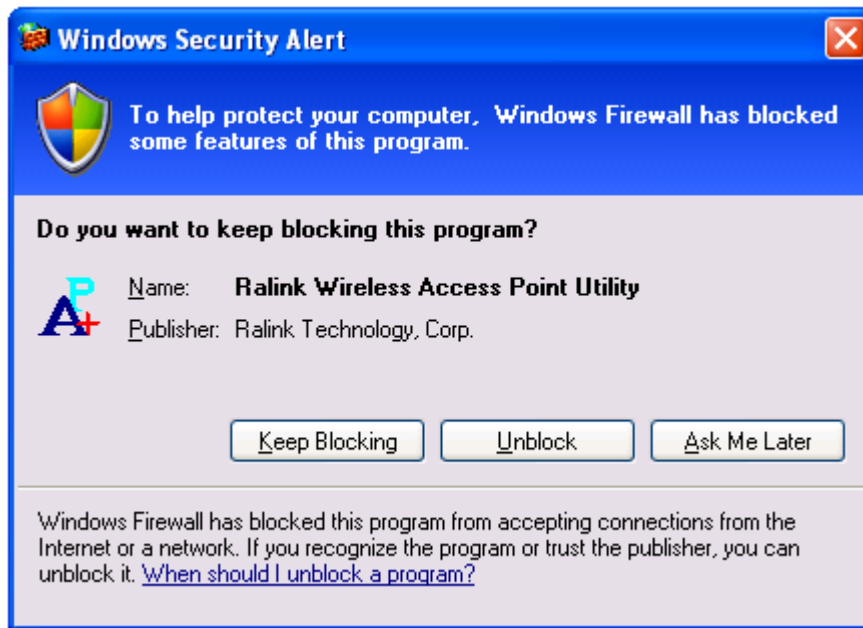 Windows Security Alert
To help protect your computer, Windows Firewall has blocked
some features of this program.
Do you want to keep blocking this program?
Name: Ralink Wireless Access Point Utility
Publisher: Ralink Technology, Corp.
Keep Blocking Unblock Ask Me Later
Windows Firewall has blocked this program from accepting connections from the
Internet or a network. If you recognize the program or trust the publisher, you can
unblock it. When should I unblock a program?